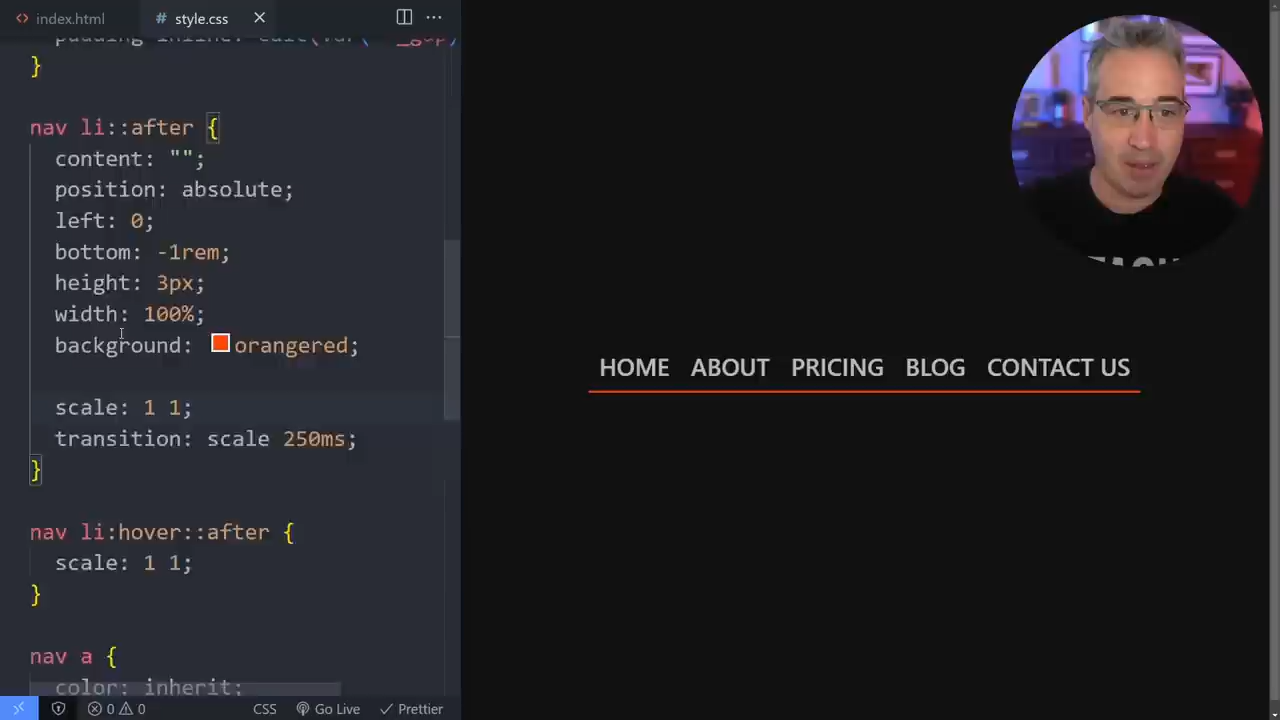 index.html
style.css
}
nav li::after {
content: "";
position: absolute;
left: 0;
bottom: -1rem;
height: 3px;
width: 100%;
background: orangered;
scale: 1 1;
transition: scale 250ms;
}
nav li:hover::after {
scale: 1 1;
}
nav a {
color: inherit;
0 0
CSS
Go Live
Prettier
HOME ABOUT PRICING BLOG CONTACT US